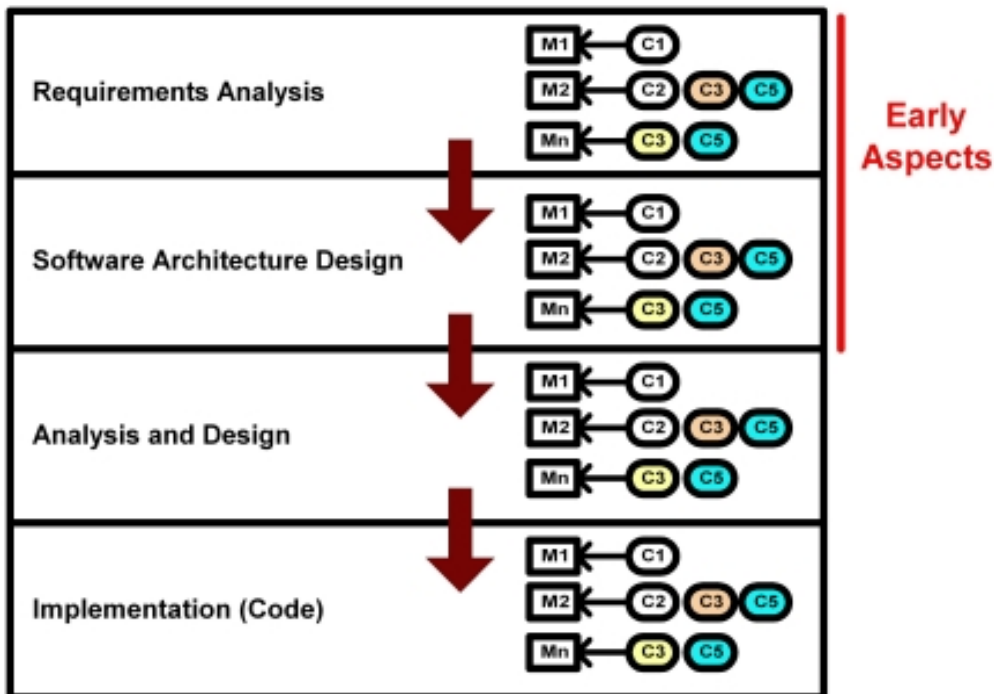 M1 C1
Requirements Analysis
M2 C2 C3 C5
Mn C3 C5
Early
Aspects
M1 C1
Software Architecture Design
M2 C2 C3 C5
Mn C3 C5
M1 C1
Analysis and Design
M2 C2 C3 C5
Mn C3 C5
M1 C1
Implementation (Code)
M2 C2 C3 C5
Mn C3 C5